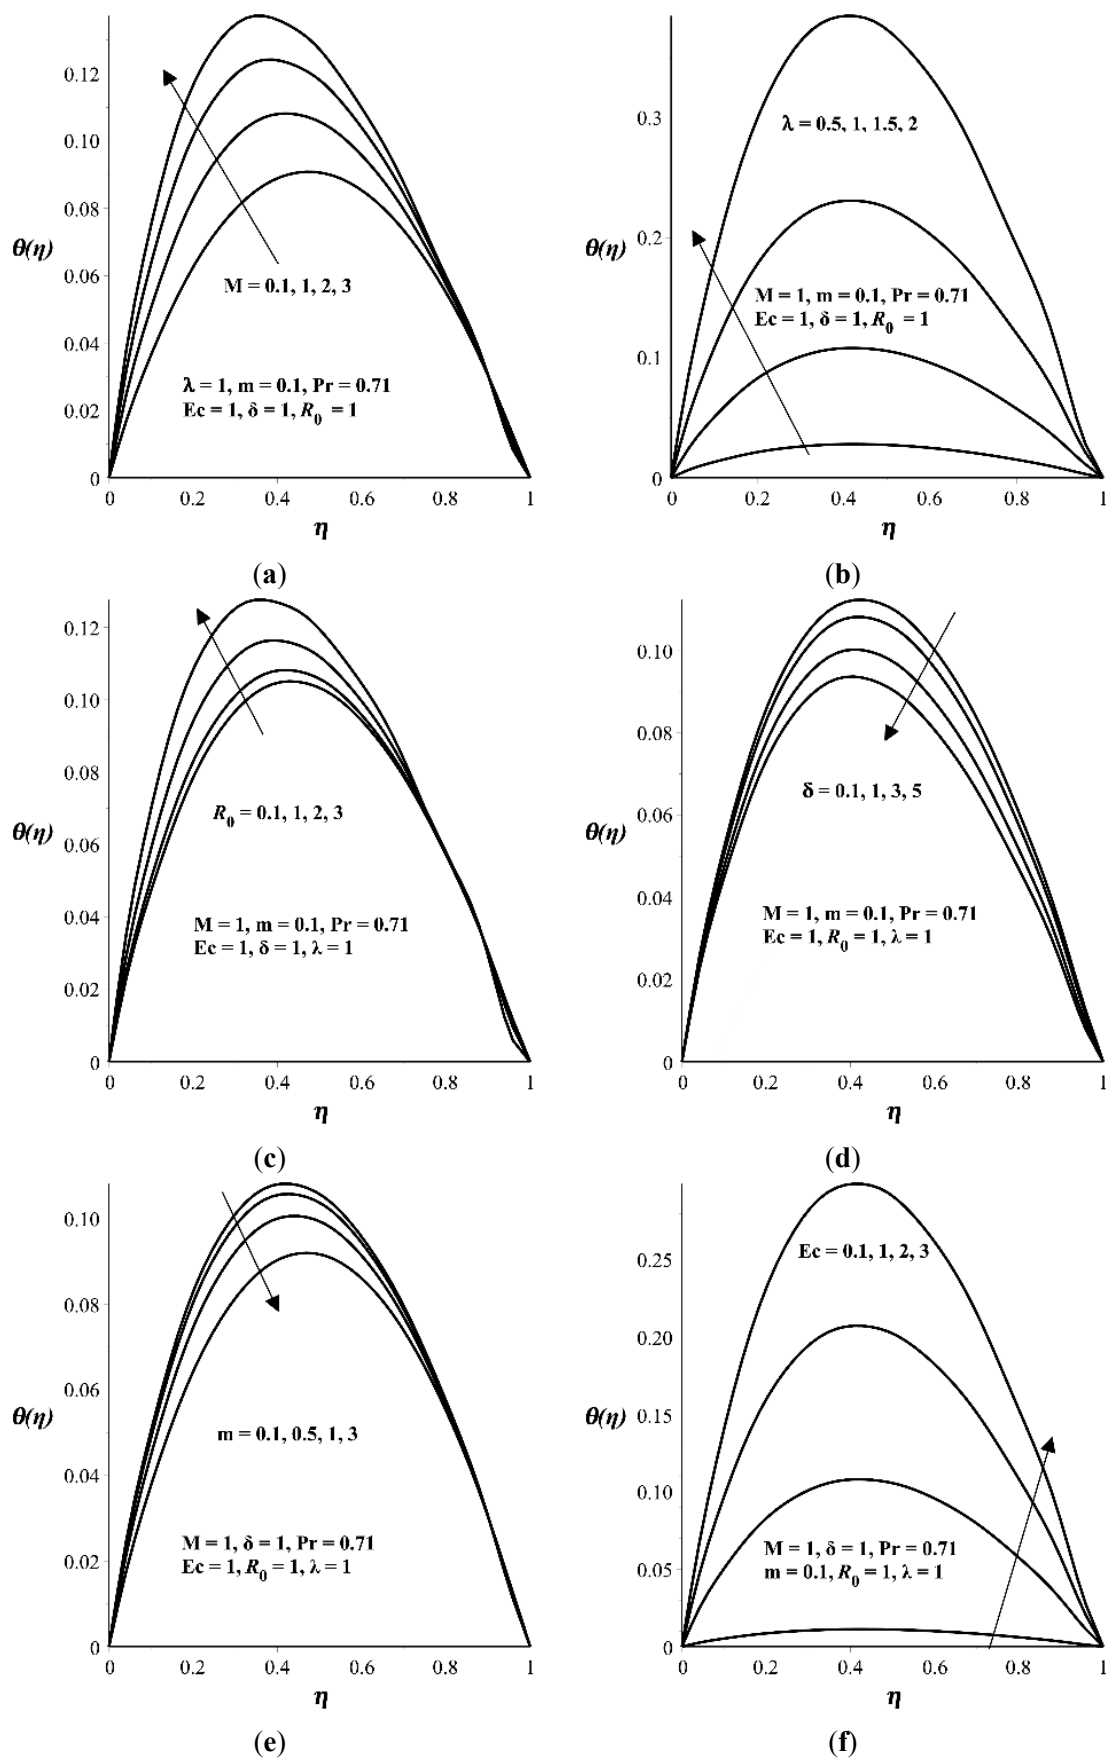 0.12
0.10
0.08
θ(η)
0.06
M = 0.1, 1, 2, 3
0.04
λ = 1, m = 0.1, Pr = 0.71
0.02
Ec = 1, δ = 1, R₀ = 1
0
0 0.2 0.4 0.6 0.8 1
η
(a)
0.3
λ = 0.5, 1, 1.5, 2
0.2
θ(η)
M = 1, m = 0.1, Pr = 0.71
Ec = 1, δ = 1, R₀ = 1
0.1
0
0 0.2 0.4 0.6 0.8 1
η
(b)
0.12
0.10
0.08
R₀ = 0.1, 1, 2, 3
θ(η)
0.06
0.04
M = 1, m = 0.1, Pr = 0.71
Ec = 1, δ = 1, λ = 1
0.02
0
0 0.2 0.4 0.6 0.8 1
η
(c)
0.10
0.08
δ = 0.1, 1, 3, 5
θ(η)
0.06
0.04
M = 1, m = 0.1, Pr = 0.71
Ec = 1, R₀ = 1, λ = 1
0.02
0
0 0.2 0.4 0.6 0.8 1
η
(d)
0.10
0.08
0.06
θ(η)
m = 0.1, 0.5, 1, 3
0.04
M = 1, δ = 1, Pr = 0.71
Ec = 1, R₀ = 1, λ = 1
0.02
0
0 0.2 0.4 0.6 0.8 1
η
(e)
Ec = 0.1, 1, 2, 3
0.25
0.20
0.15
θ(η)
0.10
M = 1, δ = 1, Pr = 0.71
m = 0.1, R₀ = 1, λ = 1
0.05
0
0 0.2 0.4 0.6 0.8 1
η
(f)